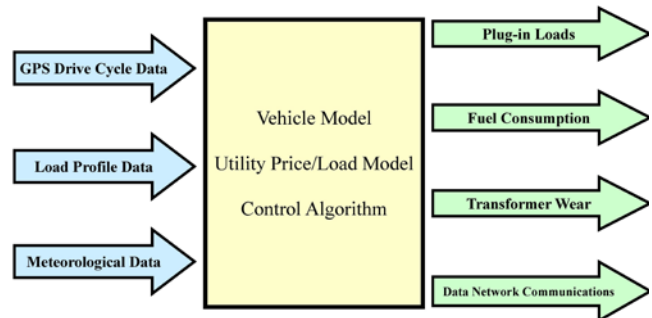 GPS Drive Cycle Data
Load Profile Data
Meteorological Data
Vehicle Model
Utility Price/Load Model
Control Algorithm
Plug-in Loads
Fuel Consumption
Transformer Wear
Data Network Communications